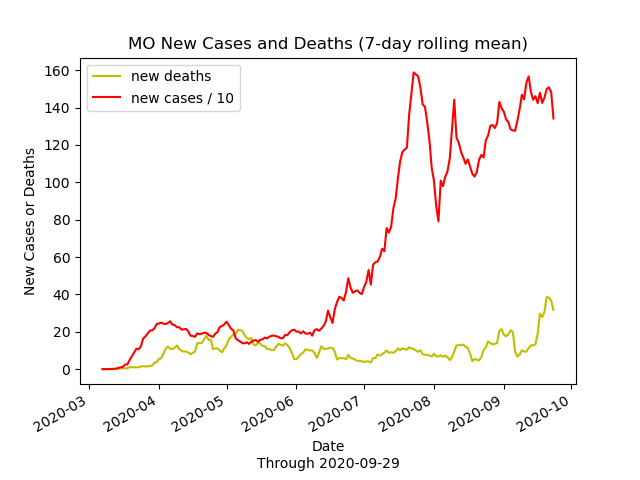 MO New Cases and Deaths (7-day rolling mean)
new deaths
new cases / 10
160
140
120
100
80
60
40
20
0
New Cases or Deaths
2020-03
2020-04
2020-05
2020-06
2020-07
2020-08
2020-09
2020-10
Date
Through 2020-09-29